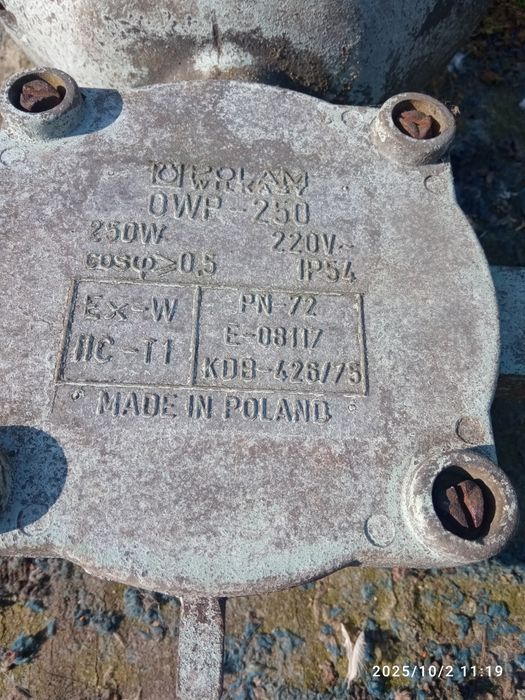 POLAM
WILKASY
OWP-250
250W 220V~
cosφ≥0,5 IP54
Ex-W PN-72
IIC-T1 E-08117
KDB-426/75
MADE IN POLAND
2025/10/2 11:19